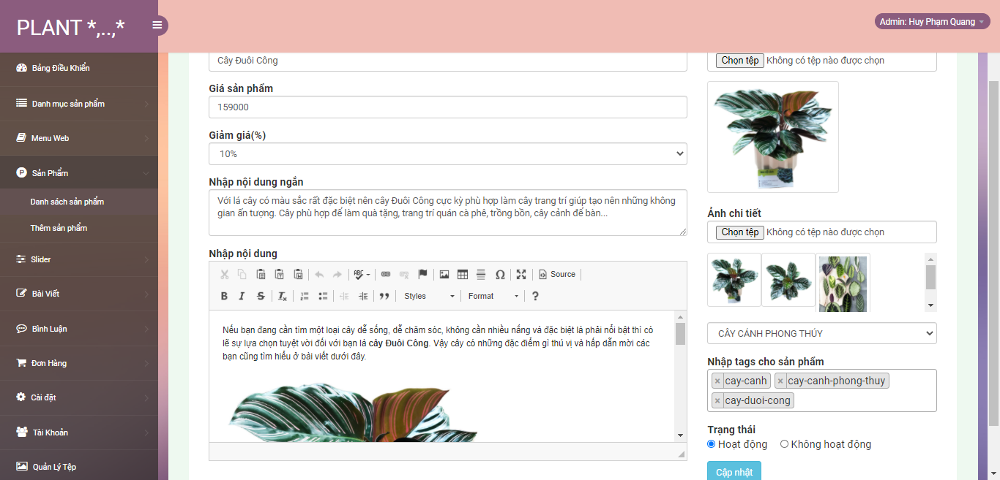 PLANT *,..,*
Admin: Huy Phạm Quang
Bảng Điều Khiển
Danh mục sản phẩm
Menu Web
Sản Phẩm
Danh sách sản phẩm
Thêm sản phẩm
Slider
Bài Viết
Bình Luận
Đơn Hàng
Cài đặt
Tài Khoản
Quản Lý Tệp
Cây Đuôi Công
Giá sản phẩm
159000
Giảm giá(%)
10%
Nhập nội dung ngắn
Với lá cây có màu sắc rất đặc biệt nên cây Đuôi Công cực kỳ phù hợp làm cây trang trí giúp tạo nên những không
gian ấn tượng. Cây phù hợp để làm quà tặng, trang trí quán cà phê, trồng bồn, cây cảnh để bàn...
Nhập nội dung
Source
Styles
Format
Nếu bạn đang cần tìm một loại cây dễ sống, dễ chăm sóc, không cần nhiều nắng và đặc biệt là phải nổi bật thì có
lẽ sự lựa chọn tuyệt vời đối với bạn là cây Đuôi Công. Vậy cây có những đặc điểm gì thú vị và hấp dẫn mời các
bạn cũng tìm hiểu ở bài viết dưới đây.
Chọn tệp Không có tệp nào được chọn
Ảnh chi tiết
Chọn tệp Không có tệp nào được chọn
CÂY CẢNH PHONG THỦY
Nhập tags cho sản phẩm
× cay-canh × cay-canh-phong-thuy
× cay-duoi-cong
Trạng thái
Hoạt động Không hoạt động
Cập nhật